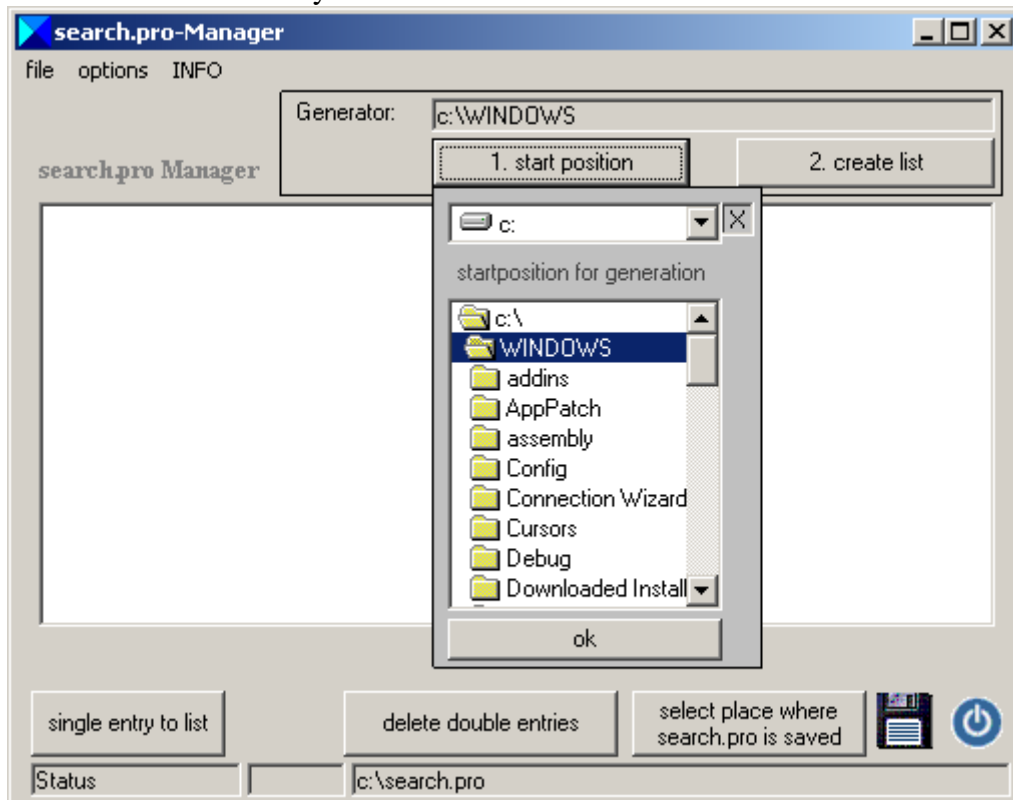 search.pro-Manager
file options INFO
Generator: c:\WINDOWS
search.pro Manager
1. start position 2. create list
c: X
startposition for generation
c:\
WINDOWS
addins
AppPatch
assembly
Config
Connection Wizard
Cursors
Debug
Downloaded Install
ok
single entry to list
delete double entries
select place where
search.pro is saved
Status
c:\search.pro